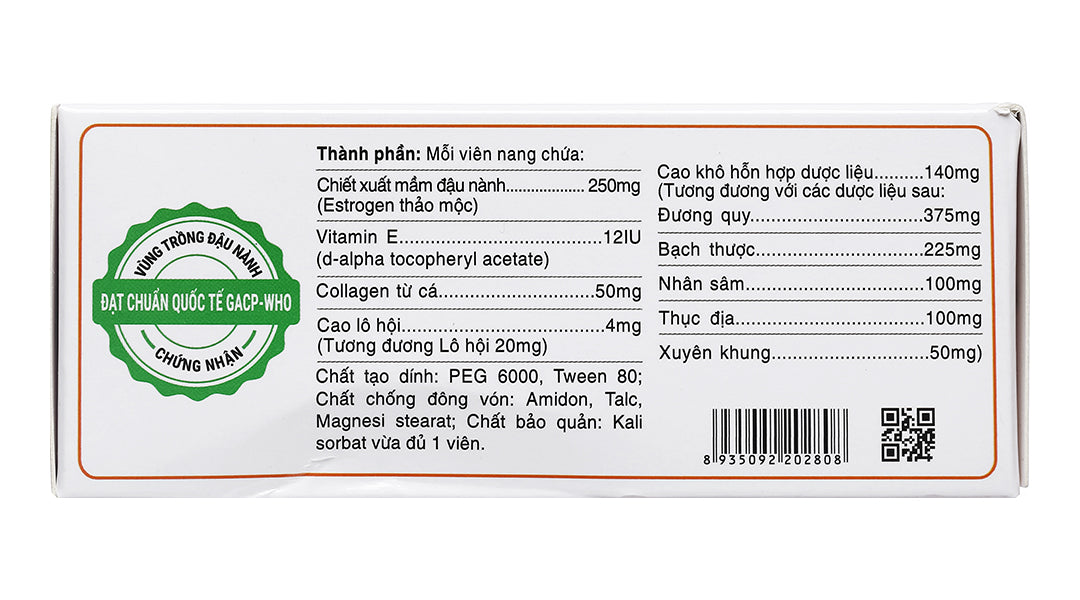 VÙNG TRỒNG ĐẬU NÀNH
ĐẠT CHUẨN QUỐC TẾ GACP-WHO
CHỨNG NHẬN
Thành phần: Mỗi viên nang chứa:
Chiết xuất mầm đậu nành................... 250mg
(Estrogen thảo mộc)
Vitamin E.....................................12IU
(d-alpha tocopheryl acetate)
Collagen từ cá............................50mg
Cao lô hội.....................................4mg
(Tương đương Lô hội 20mg)
Chất tạo dính: PEG 6000, Tween 80;
Chất chống đông vón: Amidon, Talc,
Magnesi stearat; Chất bảo quản: Kali
sorbat vừa đủ 1 viên.
Cao khô hỗn hợp dược liệu..........140mg
(Tương đương với các dược liệu sau:
Đương quy...............................375mg
Bạch thược..............................225mg
Nhân sâm................................100mg
Thục địa..................................100mg
Xuyên khung............................50mg)
8 935092 202808